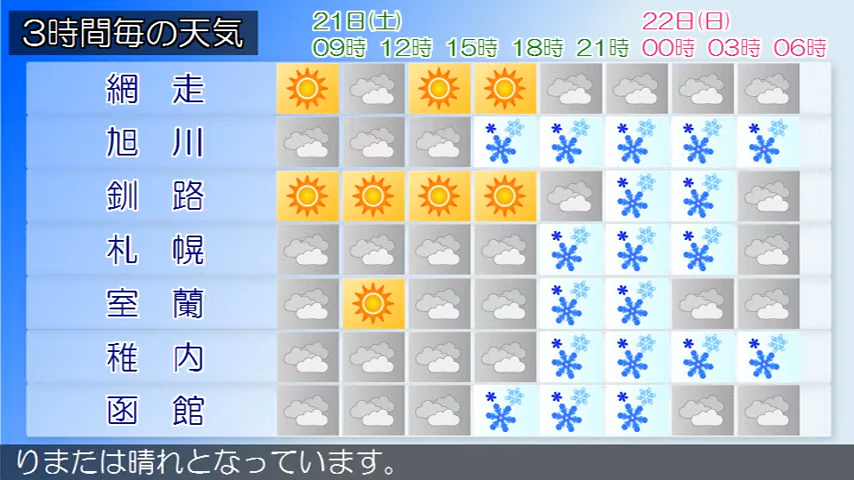 3時間毎の天気
21日(土) 22日(日)
09時 12時 15時 18時 21時 00時 03時 06時
網走
旭川
釧路
札幌
室蘭
稚内
函館
りまたは晴れとなっています。